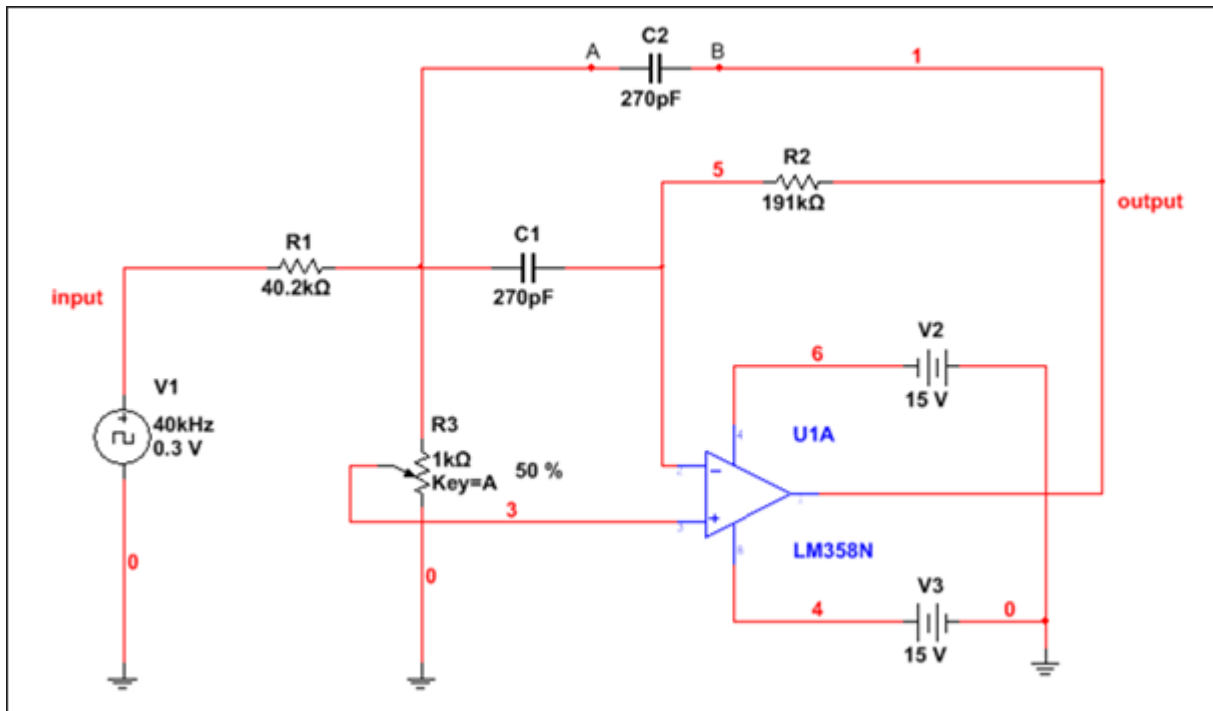 A
C2
B
1
270pF
5
R2
191kΩ
output
R1
C1
input
40.2kΩ
270pF
V2
6
15 V
V1
40kHz
0.3 V
R3
1kΩ
Key=A
50 %
4
U1A
2
3
3
1
0
0
8
LM358N
V3
4
0
15 V